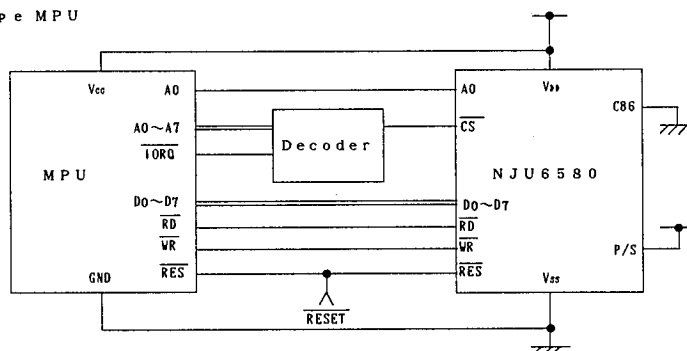 pe MPU
Vcc
A0
A0~A7
IORQ
MPU
D0~D7
RD
WR
RES
GND
Decoder
RESET
VDD
A0
CS
C86
NJU6580
D0~D7
RD
WR
P/S
RES
VSS